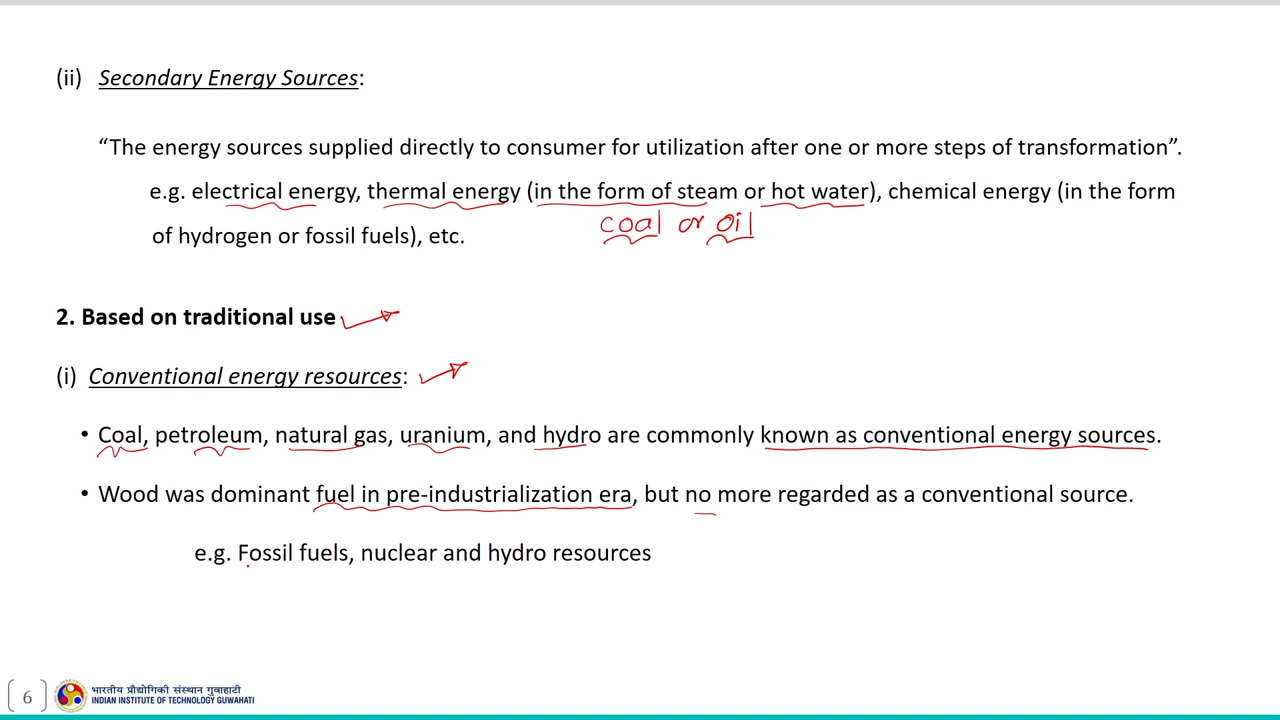 (ii) Secondary Energy Sources:
“The energy sources supplied directly to consumer for utilization after one or more steps of transformation”.
e.g. electrical energy, thermal energy (in the form of steam or hot water), chemical energy (in the form
coal or oil
of hydrogen or fossil fuels), etc.
2. Based on traditional use
(i) Conventional energy resources:
• Coal, petroleum, natural gas, uranium, and hydro are commonly known as conventional energy sources.
• Wood was dominant fuel in pre-industrialization era, but no more regarded as a conventional source.
e.g. Fossil fuels, nuclear and hydro resources
6
भारतीय प्रौद्योगिकी संस्थान गुवाहाटी
INDIAN INSTITUTE OF TECHNOLOGY GUWAHATI